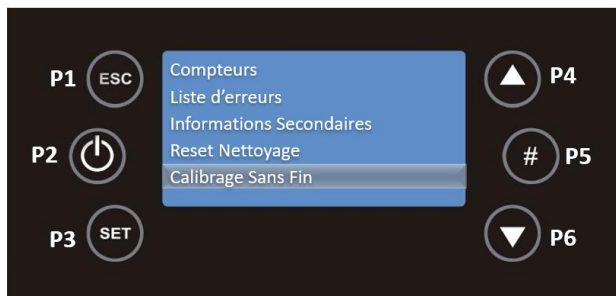 P1 ESC
P2
P3 SET
Compteurs
Liste d'erreurs
Informations Secondaires
Reset Nettoyage
Calibrage Sans Fin
P4
# P5
P6